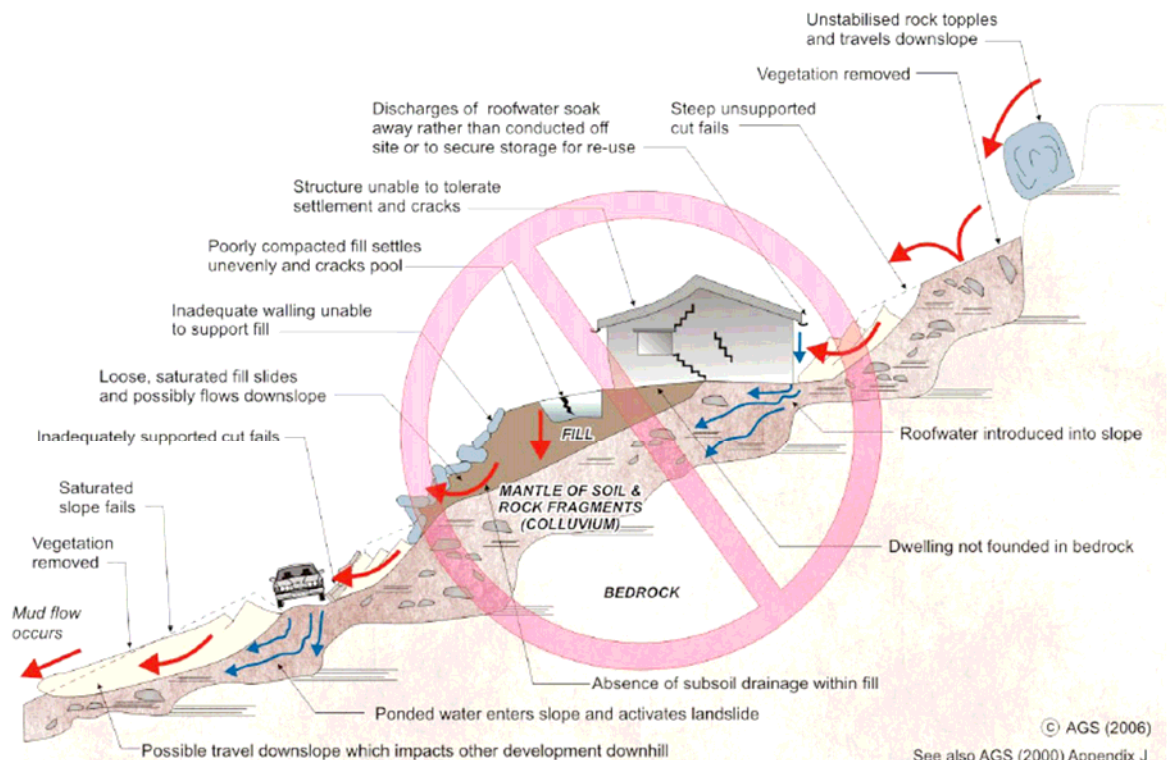 Unstabilised rock topples
and travels downslope
Vegetation removed
Discharges of roofwater soak
away rather than conducted off
site or to secure storage for re-use
Steep unsupported
cut fails
Structure unable to tolerate
settlement and cracks
Poorly compacted fill settles
unevenly and cracks pool
Inadequate walling unable
to support fill
Loose, saturated fill slides
and possibly flows downslope
Inadequately supported cut fails
Saturated
slope fails
Vegetation
removed
Mud flow
occurs
FILL
MANTLE OF SOIL &
ROCK FRAGMENTS
(COLLUVIUM)
Roofwater introduced into slope
Dwelling not founded in bedrock
BEDROCK
Absence of subsoil drainage within fill
Ponded water enters slope and activates landslide
Possible travel downslope which impacts other development downhill
© AGS (2006)
See also AGS (2000) Appendix J